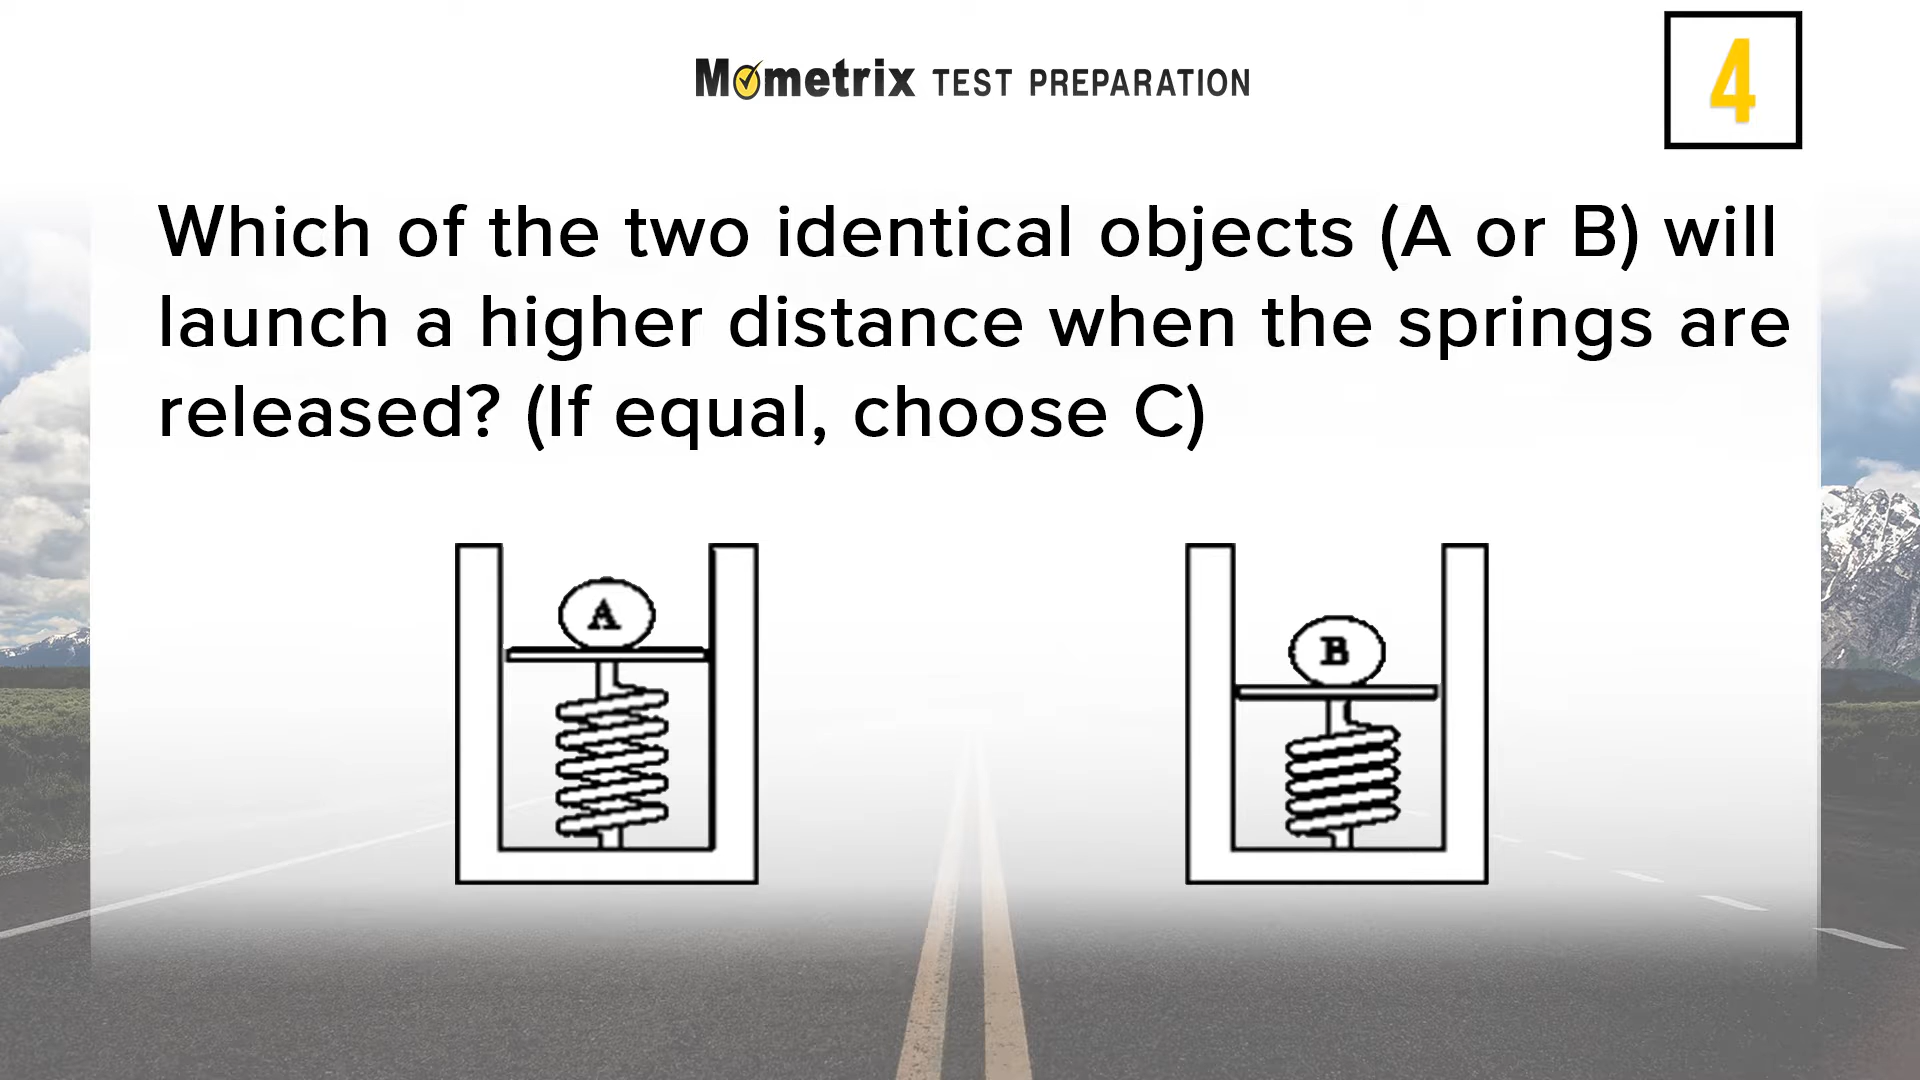 Mometrix TEST PREPARATION
4
Which of the two identical objects (A or B) will
launch a higher distance when the springs are
released? (If equal, choose C)
A
B